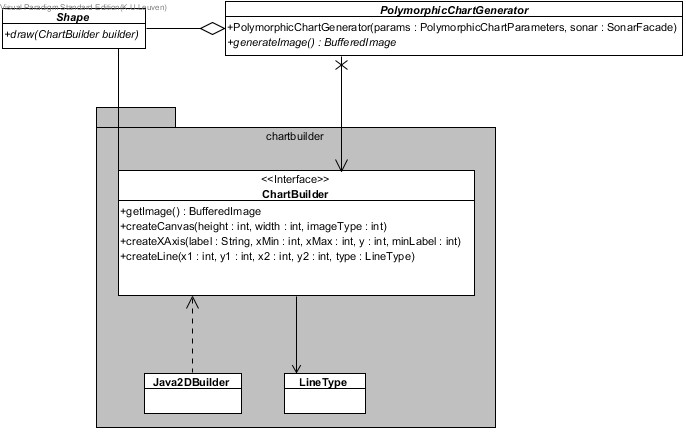 Visual Paradigm Standard Edition(K.U.Leuven)
Shape
+draw(ChartBuilder builder)
PolymorphicChartGenerator
+PolymorphicChartGenerator(params : PolymorphicChartParameters, sonar : SonarFacade)
+generateImage() : BufferedImage
chartbuilder
<<Interface>>
ChartBuilder
+getImage() : BufferedImage
+createCanvas(height : int, width : int, imageType : int)
+createXAxis(label : String, xMin : int, xMax : int, y : int, minLabel : int)
+createLine(x1 : int, y1 : int, x2 : int, y2 : int, type : LineType)
Java2DBuilder
LineType